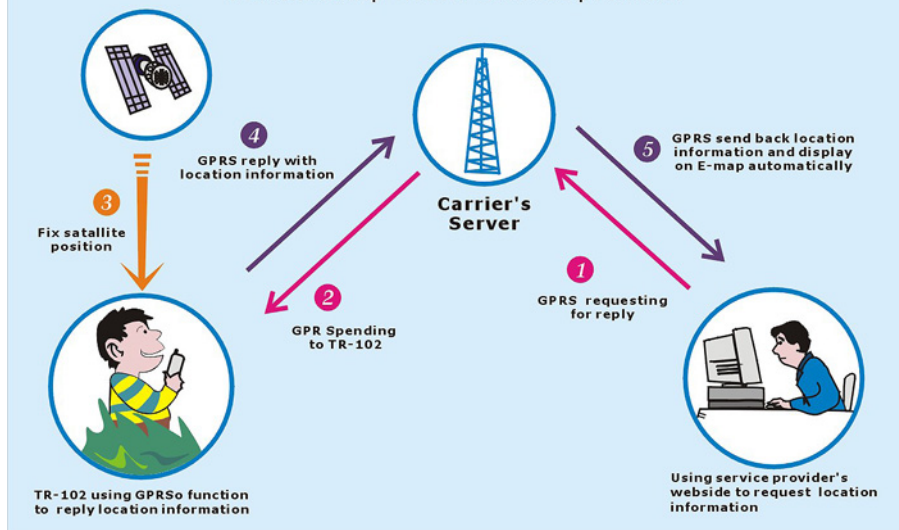 4
GPRS reply with
location information
5
GPRS send back location
information and display
on E-map automatically
3
Fix satallite
position
Carrier's
Server
2
GPR Spending
to TR-102
1
GPRS requesting
for reply
TR-102 using GPRSo function
to reply location information
Using service provider's
webside to request location
information